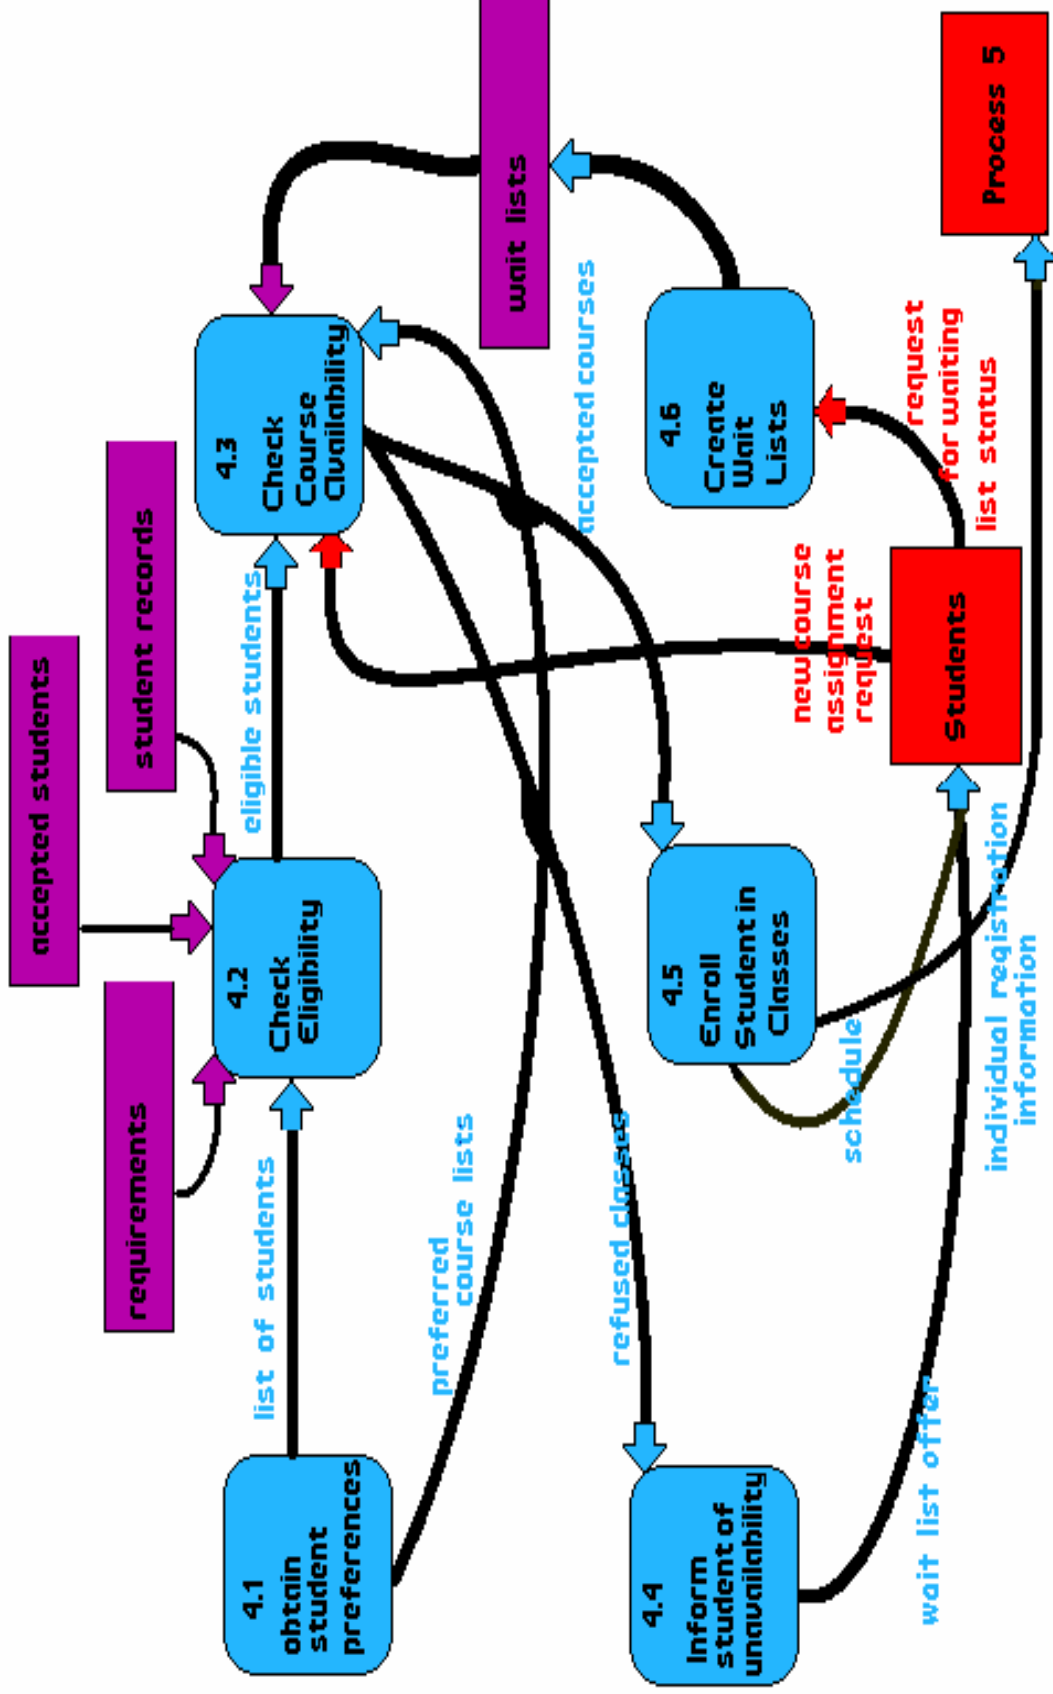 accepted students
requirements
student records
list of students
eligible students
4.1
obtain
student
preferences
4.2
Check
Eligibility
4.3
Check
Course
Availability
preferred
course lists
wait lists
accepted courses
refused classes
4.4
Inform
student of
unavailability
4.5
Enroll
Student in
Classes
4.6
Create
Wait
Lists
new course
assignment
request
request
for waiting
list status
schedule
wait list offer
Students
individual registration
information
Process 5